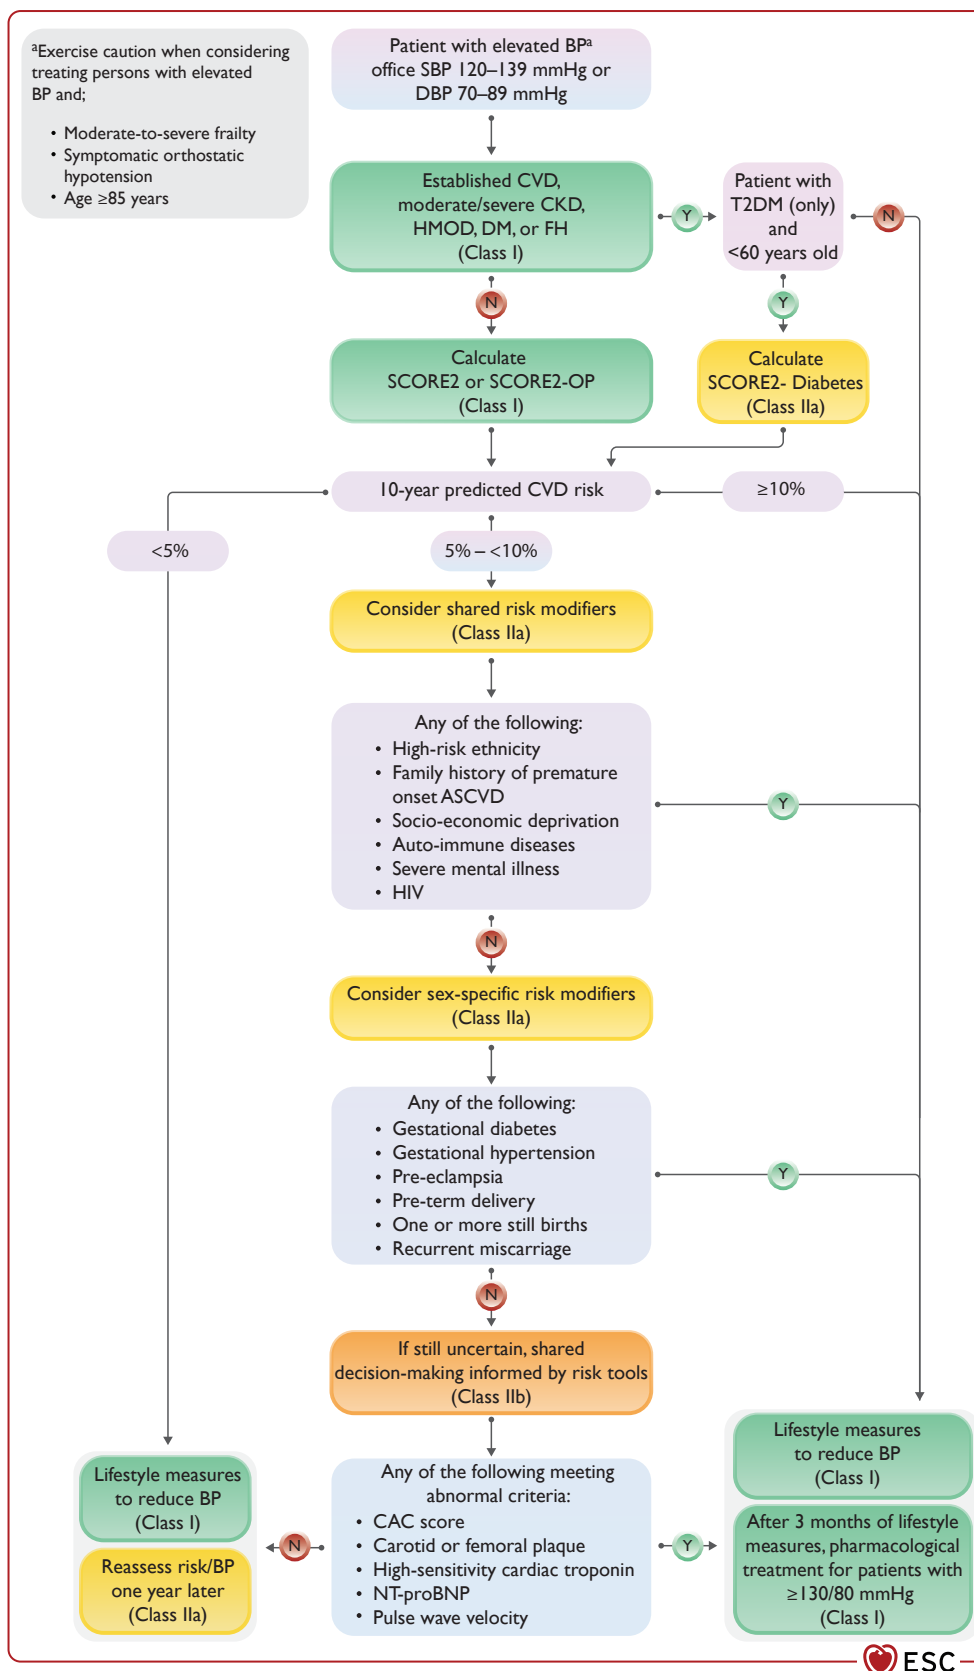 ᵃExercise caution when considering
treating persons with elevated
BP and;
• Moderate-to-severe frailty
• Symptomatic orthostatic
hypotension
• Age ≥85 years
Patient with elevated BPᵃ
office SBP 120–139 mmHg or
DBP 70–89 mmHg
Established CVD,
moderate/severe CKD,
HMOD, DM, or FH
(Class I)
Y
Patient with
T2DM (only)
and
<60 years old
N
N
Y
Calculate
SCORE2 or SCORE2-OP
(Class I)
Calculate
SCORE2- Diabetes
(Class IIa)
10-year predicted CVD risk
≥10%
<5%
5% – <10%
Consider shared risk modifiers
(Class IIa)
Any of the following:
• High-risk ethnicity
• Family history of premature
onset ASCVD
• Socio-economic deprivation
• Auto-immune diseases
• Severe mental illness
• HIV
Y
N
Consider sex-specific risk modifiers
(Class IIa)
Any of the following:
• Gestational diabetes
• Gestational hypertension
• Pre-eclampsia
• Pre-term delivery
• One or more still births
• Recurrent miscarriage
Y
N
If still uncertain, shared
decision-making informed by risk tools
(Class IIb)
Lifestyle measures
to reduce BP
(Class I)
Reassess risk/BP
one year later
(Class IIa)
N
Any of the following meeting
abnormal criteria:
• CAC score
• Carotid or femoral plaque
• High-sensitivity cardiac troponin
• NT-proBNP
• Pulse wave velocity
Y
Lifestyle measures
to reduce BP
(Class I)
After 3 months of lifestyle
measures, pharmacological
treatment for patients with
≥130/80 mmHg
(Class I)
ESC